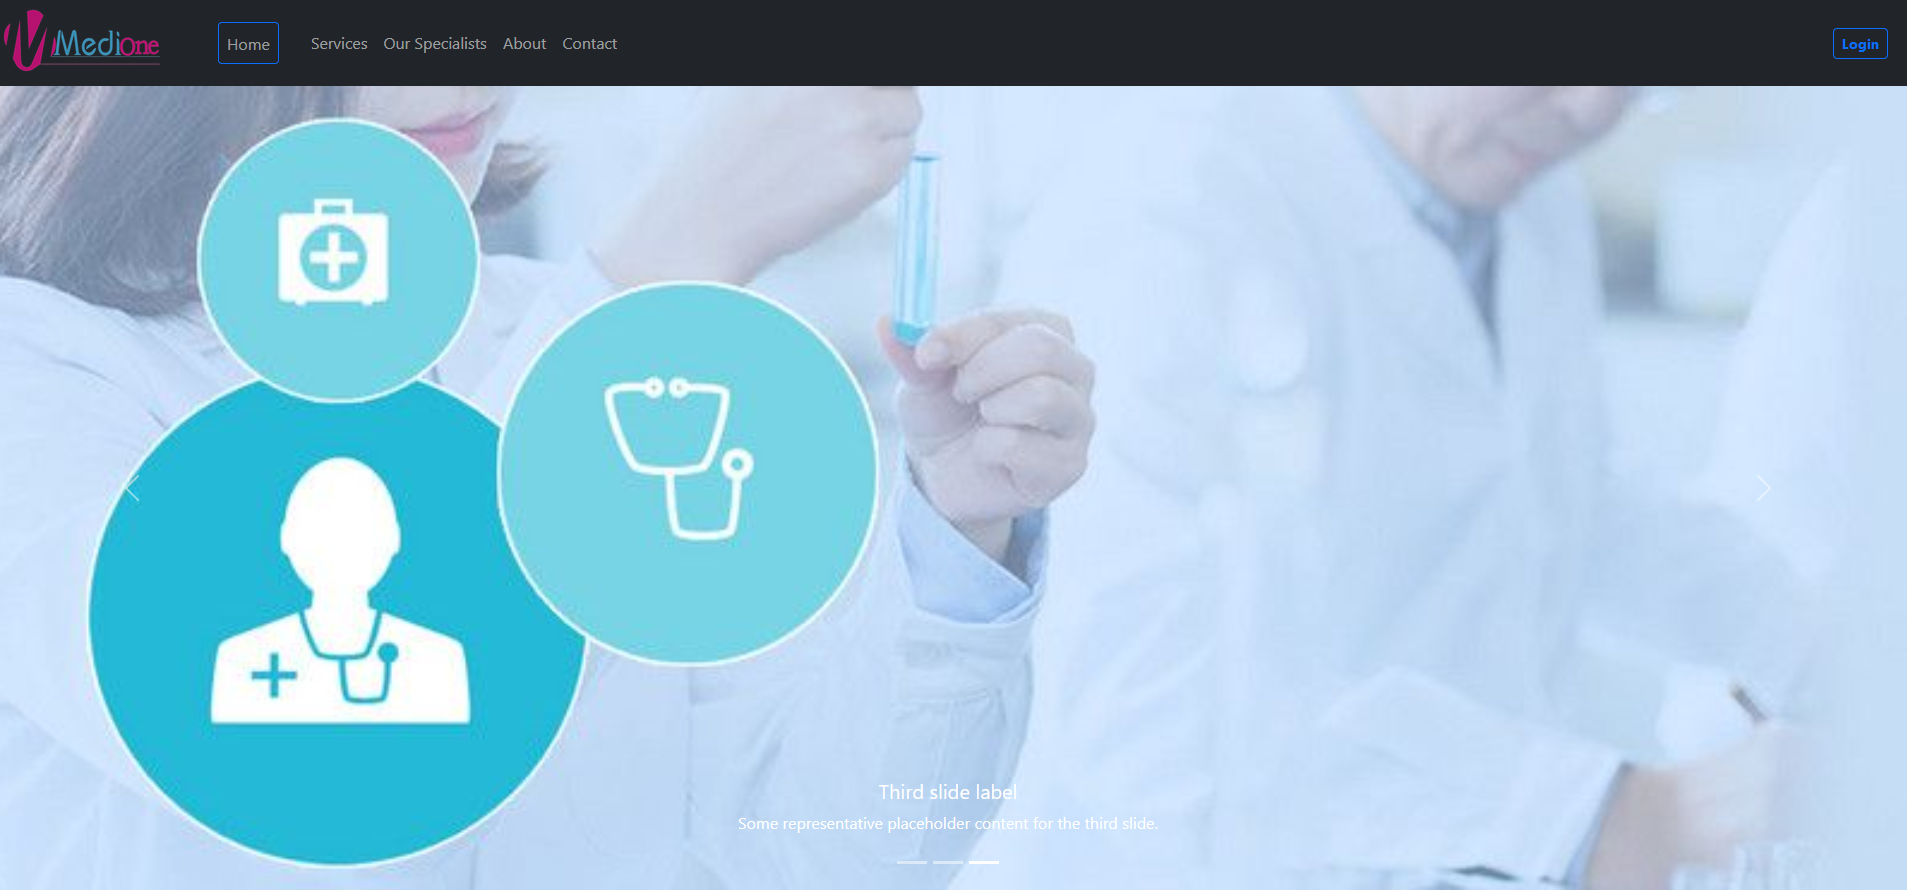 MediOne
Home
Services
Our Specialists
About
Contact
Login
Third slide label
Some representative placeholder content for the third slide.